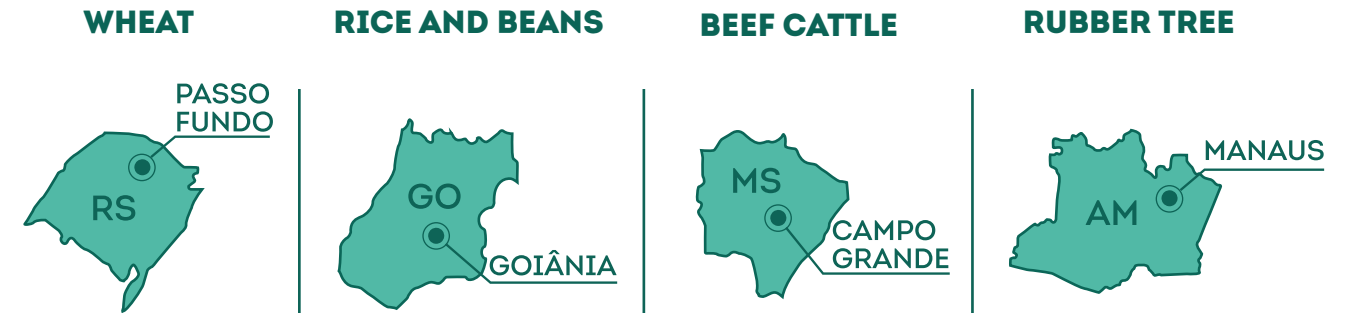 WHEAT
PASSO
FUNDO
RS
RICE AND BEANS
GO
GOIÂNIA
BEEF CATTLE
MS
CAMPO
GRANDE
RUBBER TREE
MANAUS
AM